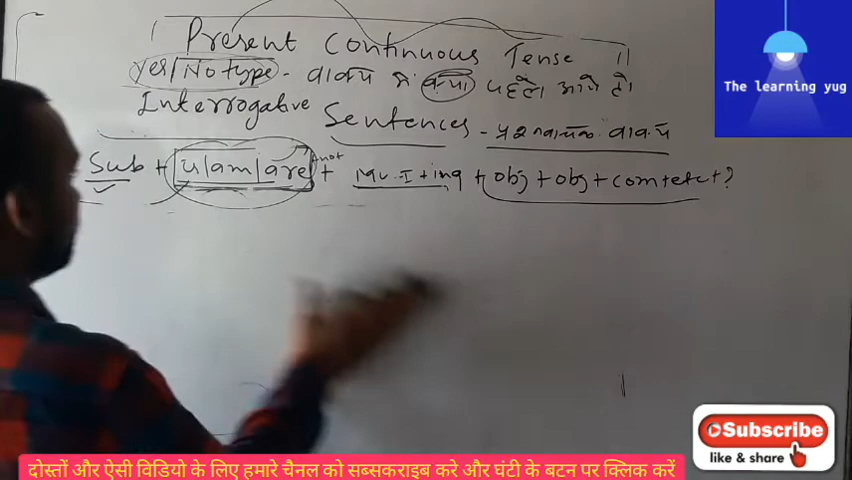 Present Continuous Tense
Yes/No type - वाक्य में क्या पहले आये है।
Interrogative Sentences - प्रश्नवाचक वाक्य
Sub + is/am/are + not + Mv. I + ing + obj + obj +
The learning yug
Subscribe
like & share
दोस्तों और ऐसी विडियो के लिए हमारे चैनल को सब्सकराइब करे और घंटी के बटन पर क्लिक करें